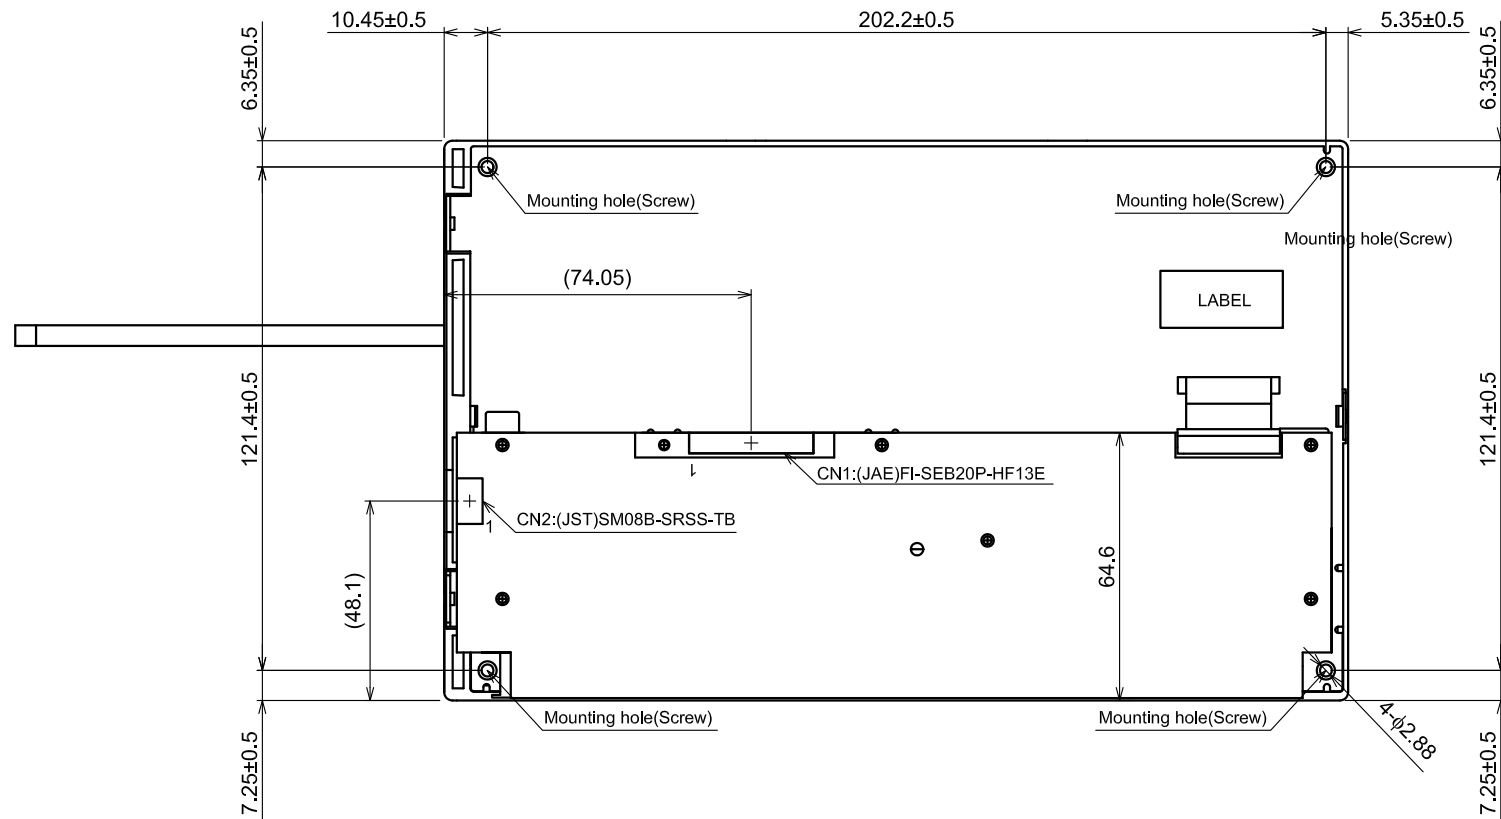 10.45±0.5
202.2±0.5
5.35±0.5
6.35±0.5
6.35±0.5
Mounting hole(Screw)
Mounting hole(Screw)
Mounting hole(Screw)
(74.05)
LABEL
121.4±0.5
121.4±0.5
1
CN1:(JAE)FI-SEB20P-HF13E
1
CN2:(JST)SM08B-SRSS-TB
64.6
(48.1)
Mounting hole(Screw)
Mounting hole(Screw)
4-ϕ2.88
7.25±0.5
7.25±0.5